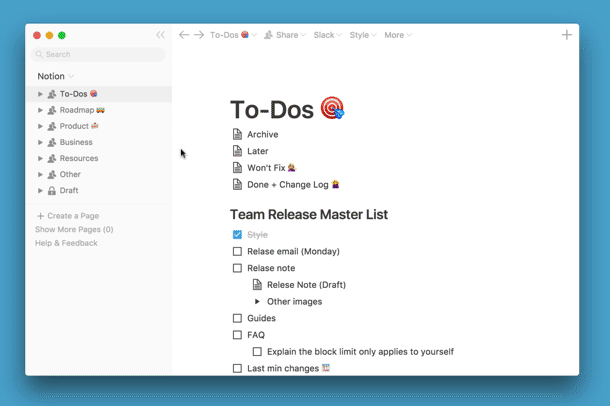 To-Dos 🎯 Share Slack Style More
Search
Notion
To-Dos 🎯
Roadmap 🚌
Product
Business
Resources
Other
Draft
Create a Page
Show More Pages (0)
Help & Feedback
To-Dos 🎯
Archive
Later
Won't Fix 🤷‍♀️
Done + Change Log 🙅‍♀️
Team Release Master List
Style
Relase email (Monday)
Relase note
Relese Note (Draft)
Other images
Guides
FAQ
Explain the block limit only applies to yourself
Last min changes